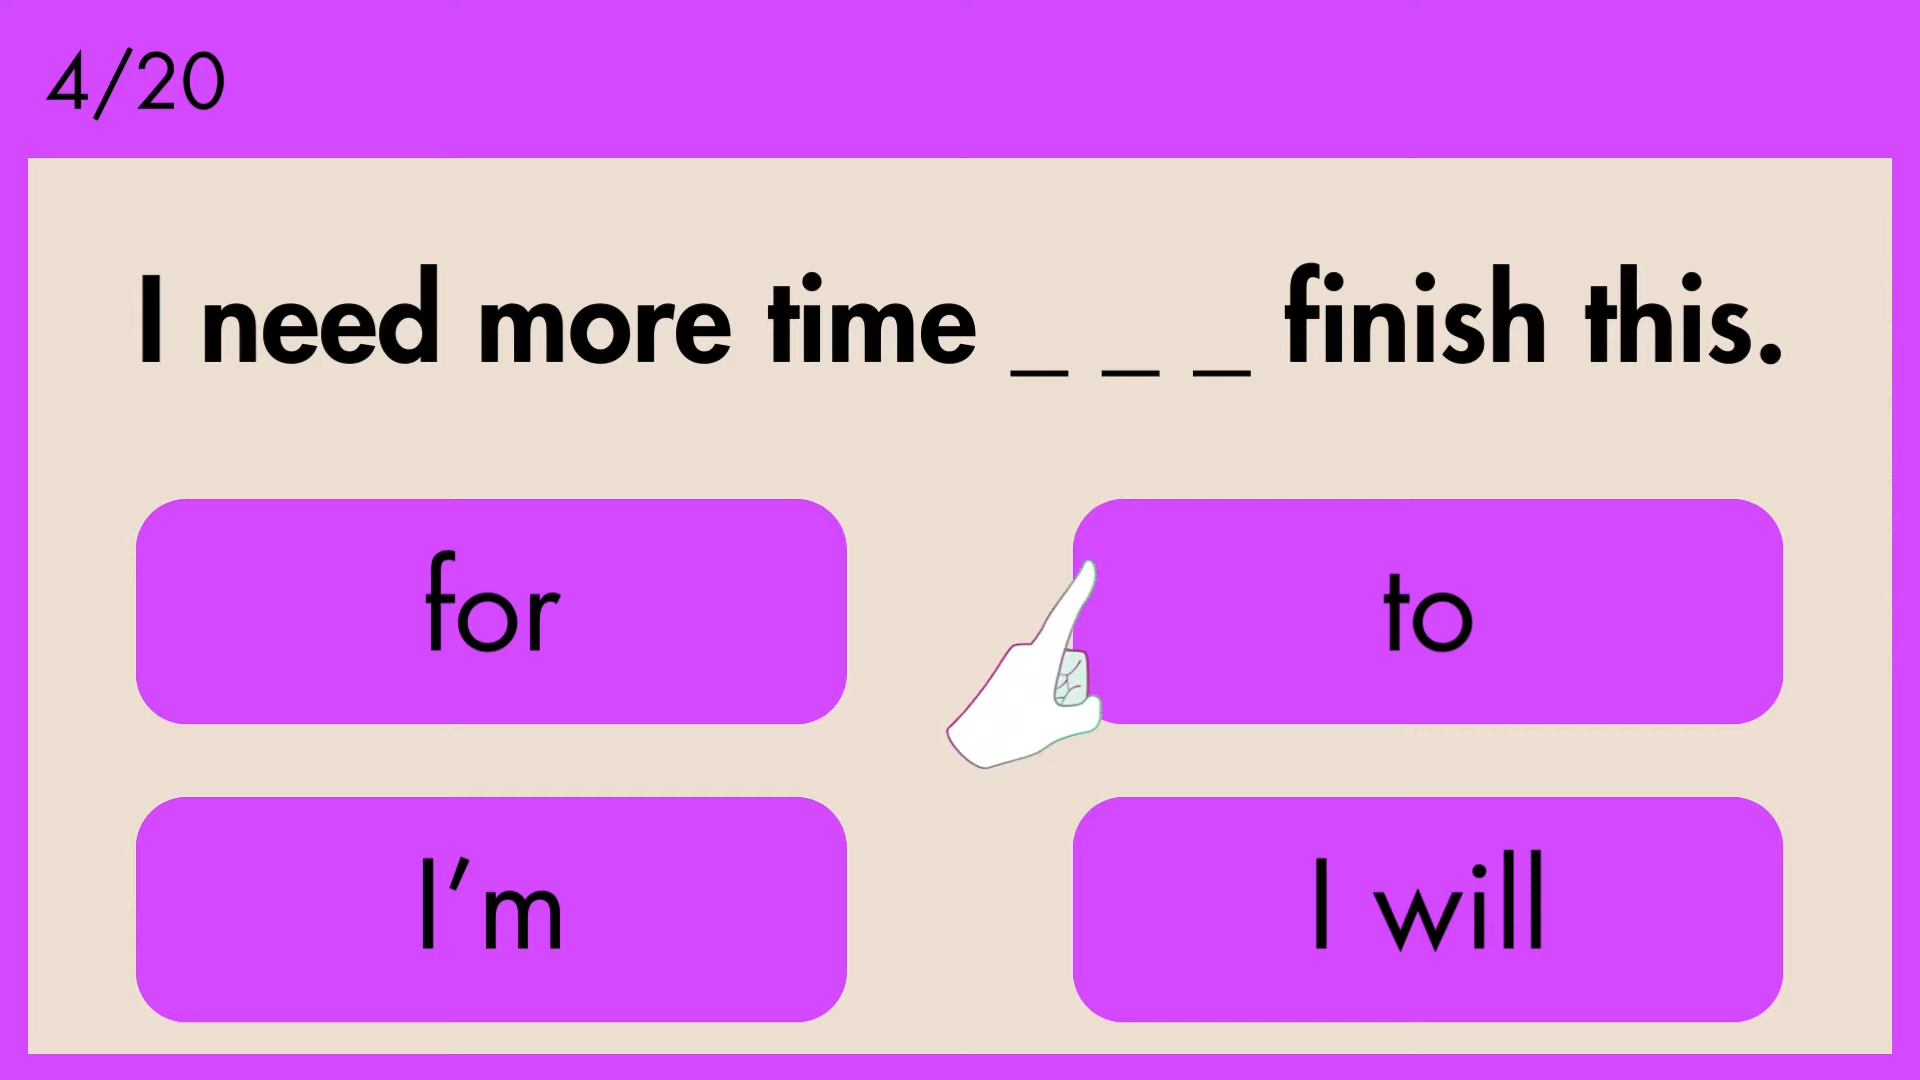 4/20
I need more time _ _ _ finish this.
for
to
I’m
I will